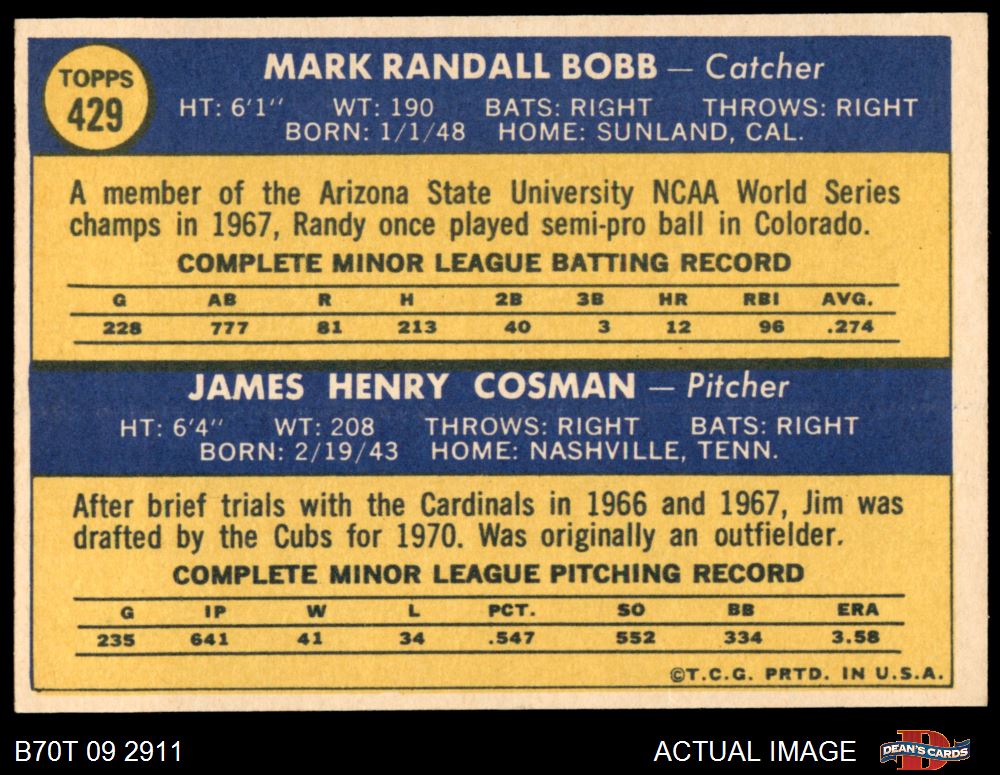 TOPPS
429
MARK RANDALL BOBB — Catcher
HT: 6'1" WT: 190 BATS: RIGHT THROWS: RIGHT
BORN: 1/1/48 HOME: SUNLAND, CAL.
A member of the Arizona State University NCAA World Series
champs in 1967, Randy once played semi-pro ball in Colorado.
COMPLETE MINOR LEAGUE BATTING RECORD
G AB R H 2B 3B HR RBI AVG.
228 777 81 213 40 3 12 96 .274
JAMES HENRY COSMAN — Pitcher
HT: 6'4" WT: 208 THROWS: RIGHT BATS: RIGHT
BORN: 2/19/43 HOME: NASHVILLE, TENN.
After brief trials with the Cardinals in 1966 and 1967, Jim was
drafted by the Cubs for 1970. Was originally an outfielder.
COMPLETE MINOR LEAGUE PITCHING RECORD
G IP W L PCT. SO BB ERA
235 641 41 34 .547 552 334 3.58
©T.C.G. PRTD. IN U.S.A.
B70T 09 2911 ACTUAL IMAGE D DEAN'S CARDS